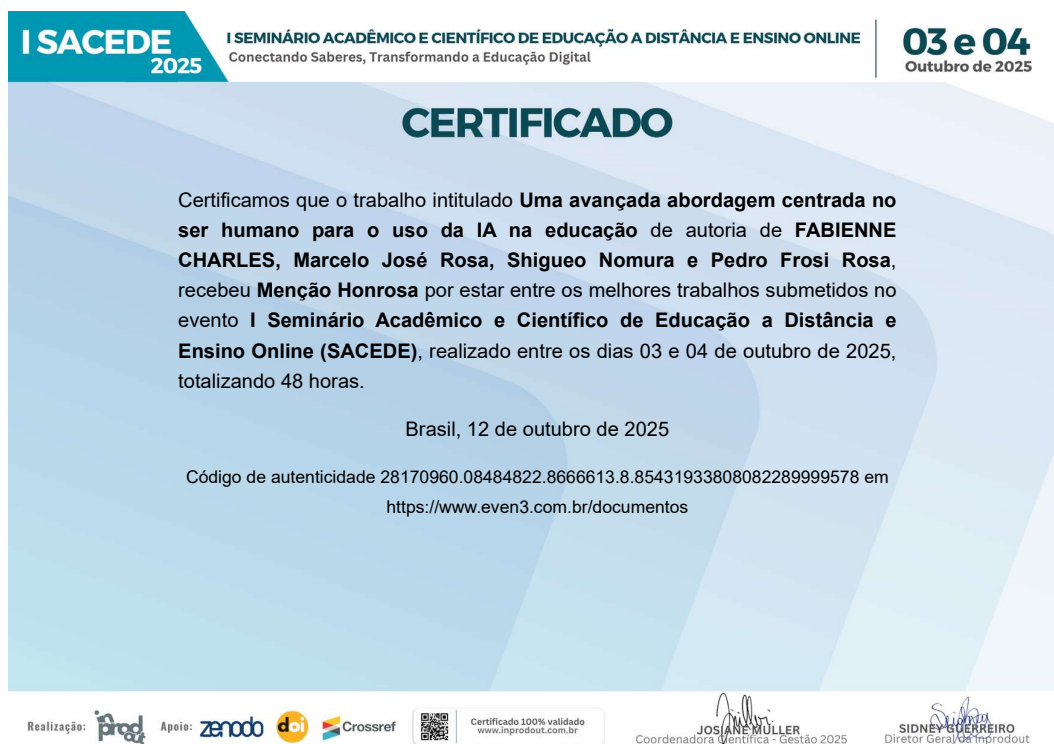 I SACEDE
2025
I SEMINÁRIO ACADÊMICO E CIENTÍFICO DE EDUCAÇÃO A DISTÂNCIA E ENSINO ONLINE
Conectando Saberes, Transformando a Educação Digital
03 e 04
Outubro de 2025
CERTIFICADO
Certificamos que o trabalho intitulado Uma avançada abordagem centrada no
ser humano para o uso da IA na educação de autoria de FABIENNE
CHARLES, Marcelo José Rosa, Shigueo Nomura e Pedro Frosi Rosa,
recebeu Menção Honrosa por estar entre os melhores trabalhos submetidos no
evento I Seminário Acadêmico e Científico de Educação a Distância e
Ensino Online (SACEDE), realizado entre os dias 03 e 04 de outubro de 2025,
totalizando 48 horas.
Brasil, 12 de outubro de 2025
Código de autenticidade 28170960.08484822.8666613.8.85431933808082289999578 em
https://www.even3.com.br/documentos
Realização:
inprodout
Apoio:
zenodo
doi
Crossref
Certificado 100% validado
www.inprodout.com.br
JOSIANE MÜLLER
Coordenadora Científica - Gestão 2025
SIDNEY GUERREIRO
Diretor Geral da Inprodout